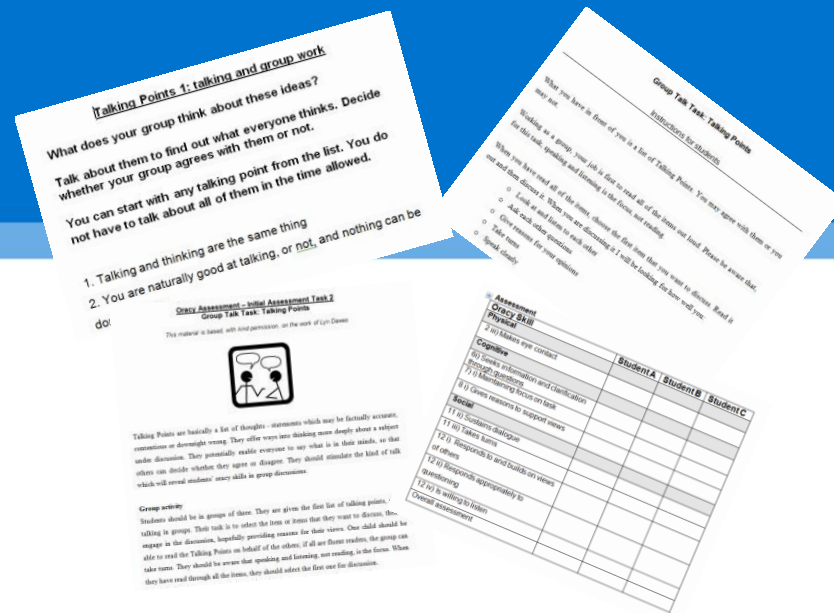 Talking Points 1: talking and group work
What does your group think about these ideas?
Talk about them to find out what everyone thinks. Decide
whether your group agrees with them or not.
You can start with any talking point from the list. You do
not have to talk about all of them in the time allowed.
1. Talking and thinking are the same thing
2. You are naturally good at talking, or not, and nothing can be
Group Talk Task: Talking Points
Instructions for students
What you have in front of you is a list of Talking Points. You may agree with them or you
may not.
Working as a group, your job is first to read all of the items out loud. Please be aware that,
for this task, speaking and listening is the focus, not reading.
When you have read all of the items, choose the first item that you want to discuss. Read it
out and then discuss it. When you are discussing it I will be looking for how well you:
o Look at and listen to each other
o Ask each other questions
o Give reasons for your opinions
o Take turns
o Speak clearly
Oracy Assessment – Initial Assessment Task 2
Group Talk Task: Talking Points
This material is based, with kind permission, on the work of Lyn Dawes
Talking Points are basically a list of thoughts - statements which may be factually accurate,
contentious or downright wrong. They offer ways into thinking more deeply about a subject
under discussion. They potentially enable everyone to say what is in their minds, so that
others can decide whether they agree or disagree. They should stimulate the kind of talk
which will reveal students' oracy skills in group discussions.
Group activity
Students should be in groups of three. They are given the first list of talking points,
talking in groups. Their task is to select the item or items that they want to discuss,
engage in the discussion, hopefully providing reasons for their views. One child should be
able to read the Talking Points on behalf of the others, if all are fluent readers, the group can
take turns. They should be aware that speaking and listening, not reading, is the focus. When
they have read through all the items, they should select the first one for discussion.
Assessment
Oracy Skill
Student A Student B Student C
Physical
2 iii) Makes eye contact
Cognitive
6i) Seeks information and clarification
through questions
7) i) Maintaining focus on task
8 i) Gives reasons to support views
Social
11 ii) Sustains dialogue
11 iii) Takes turns
12 i). Responds to and builds on views
of others
12 ii) Responds appropriately to
questioning
12 iv) Is willing to listen
Overall assessment